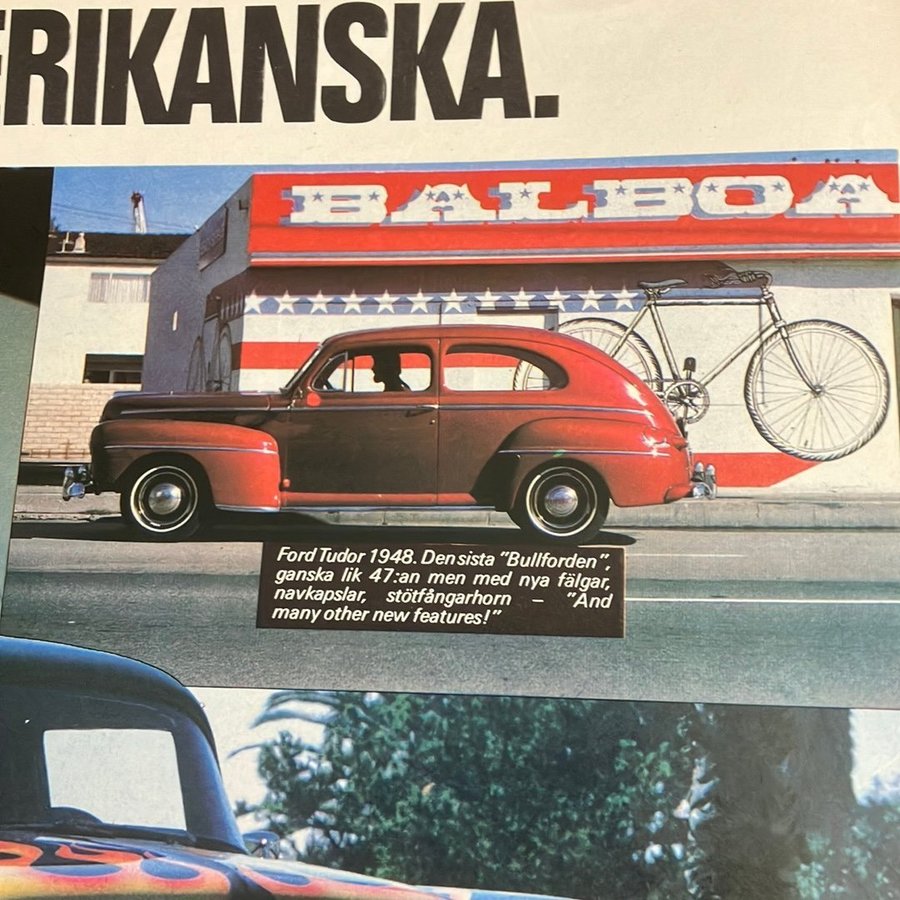 ERIKANSKA.
BALBOA
Ford Tudor 1948. Den sista "Bullforden",
ganska lik 47:an men med nya fälgar,
navkapslar, stötfångarhorn – "And
many other new features!"